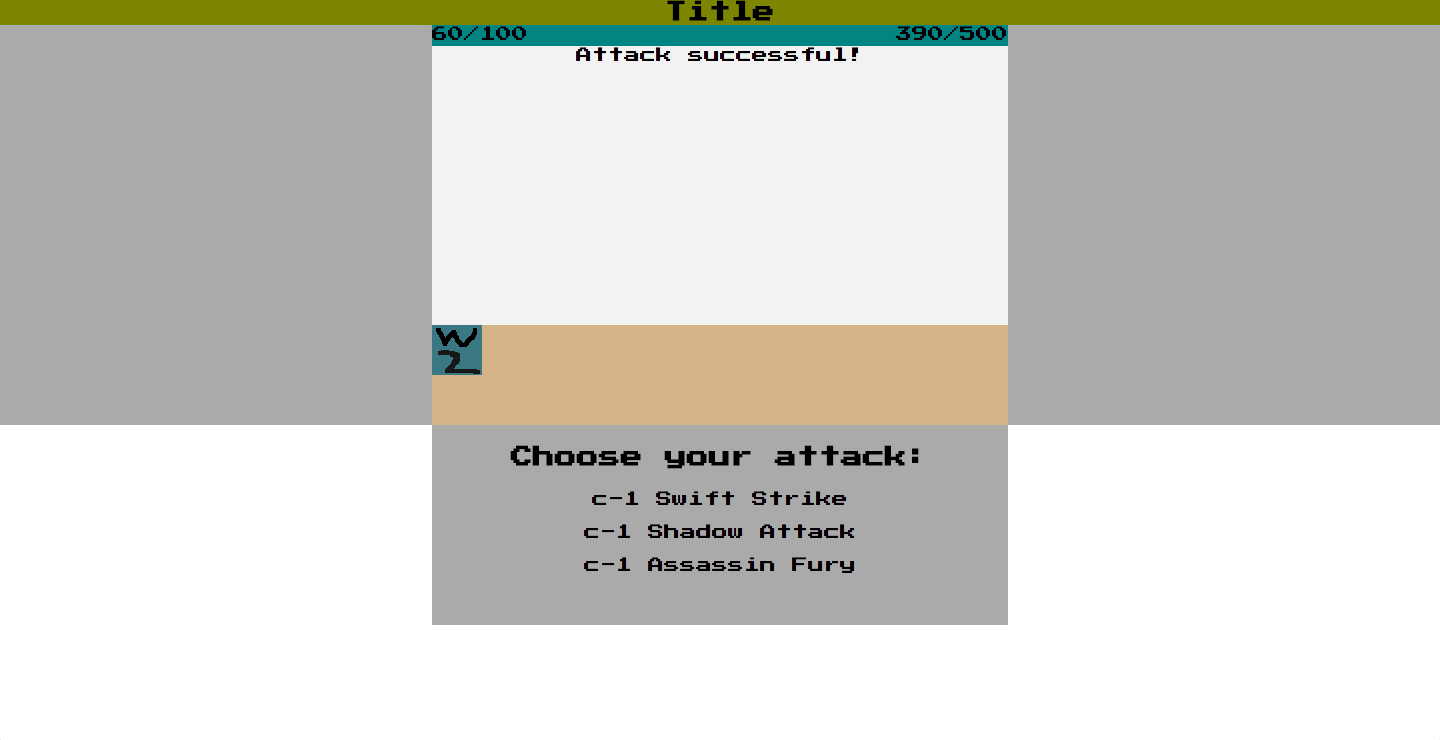 Title
60/100 390/500
Attack successful!
W
2
Choose your attack:
c-1 Swift Strike
c-1 Shadow Attack
c-1 Assassin Fury